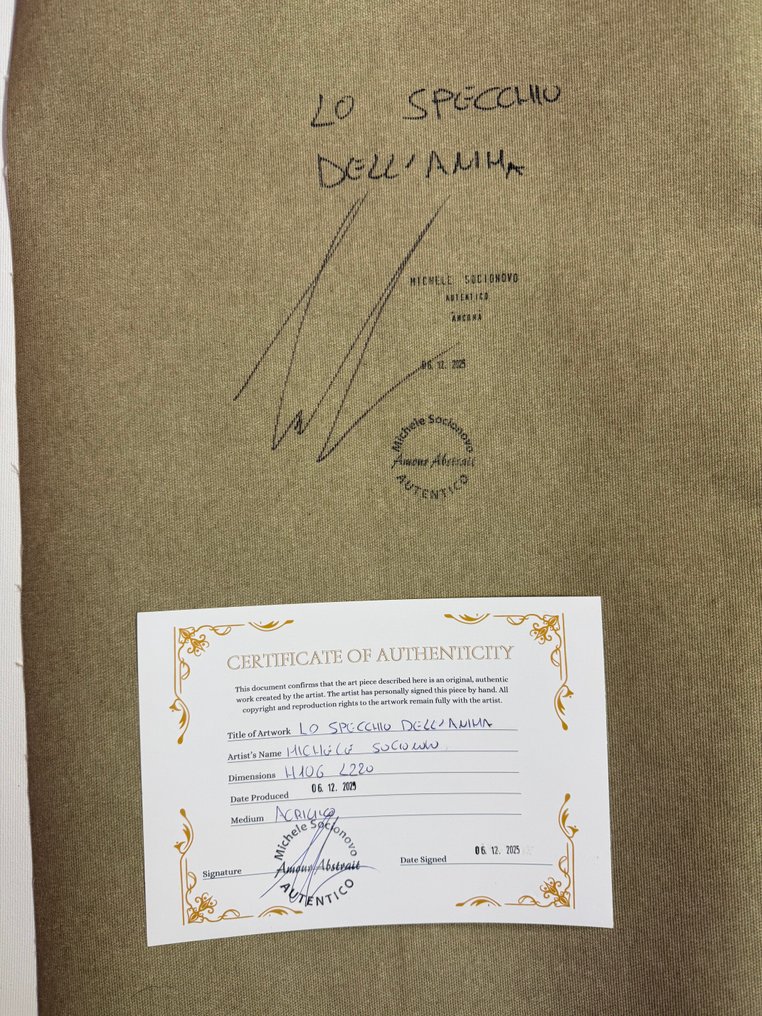 LO SPECCHIO
DELL'ANIMA
MICHELE SOCIONOVO
AUTENTICO
ANCONA
06. 12. 2025
Michele Socionovo
Amour Abstrait
AUTENTICO
CERTIFICATE OF AUTHENTICITY
This document confirms that the art piece described here is an original, authentic
work created by the artist. The artist has personally signed this piece by hand. All
copyright and reproduction rights to the artwork remain fully with the artist.
Title of Artwork LO SPECCHIO DELL'ANIMA
Artist's Name MICHELE SOCIONOVO
Dimensions H106 L220
Date Produced 06. 12. 2025
Medium ACRILICO
Michele Socionovo
Amour Abstrait
AUTENTICO
Signature
Date Signed 06. 12. 2025